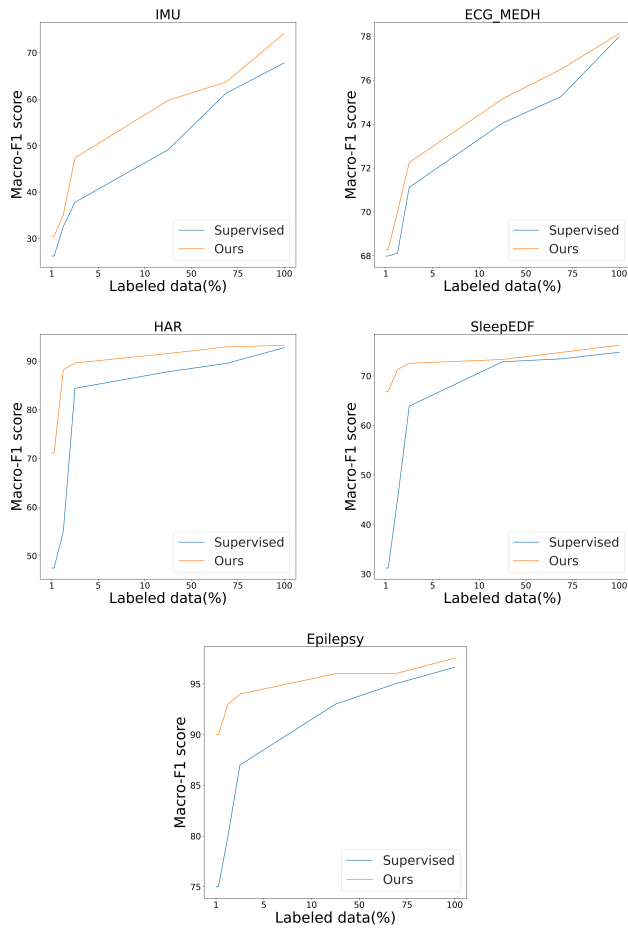 IMU
Macro-F1 score
70
60
50
40
30
Supervised
Ours
1 5 10 50 75 100
Labeled data(%)
ECG_MEDH
Macro-F1 score
78
76
74
72
70
68
Supervised
Ours
1 5 10 50 75 100
Labeled data(%)
HAR
Macro-F1 score
90
80
70
60
50
Supervised
Ours
1 5 10 50 75 100
Labeled data(%)
SleepEDF
Macro-F1 score
70
60
50
40
30
Supervised
Ours
1 5 10 50 75 100
Labeled data(%)
Epilepsy
Macro-F1 score
95
90
85
80
75
Supervised
Ours
1 5 10 50 75 100
Labeled data(%)